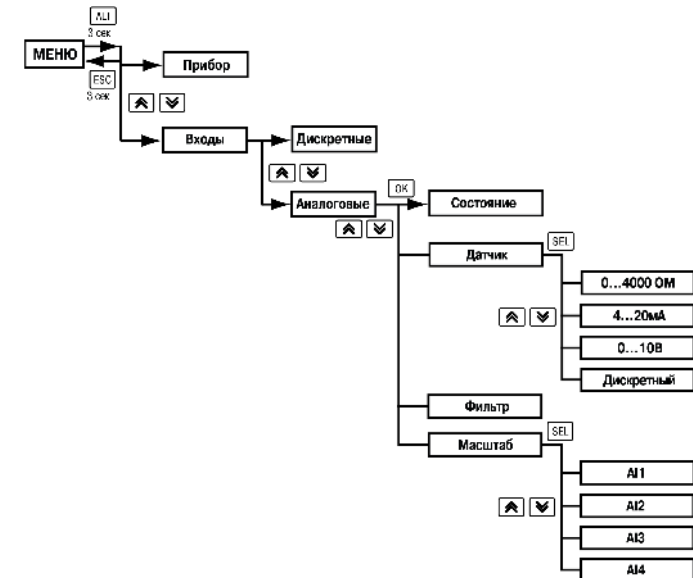 ALT
3 сек
МЕНЮ
Прибор
ESC
3 сек
Входы
Дискретные
Аналоговые
OK
Состояние
Датчик
SEL
0...4000 ОМ
4...20мА
0...10В
Дискретный
Фильтр
Масштаб
SEL
AI1
AI2
AI3
AI4